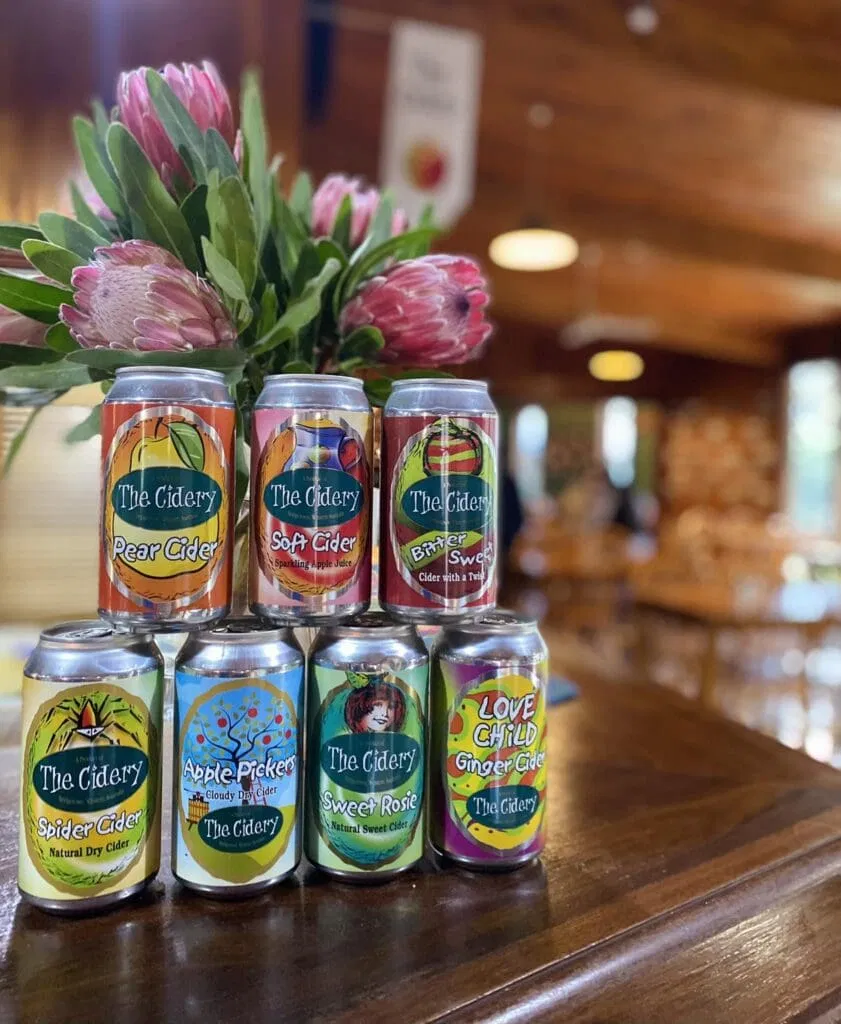 The Cidery
Pear Cider
The Cidery
Soft Cider
Sparkling Apple Juice
The Cidery
Bitter
Sweet
Cider with a Twist
The Cidery
Spider Cider
Natural Dry Cider
Apple Pickers
Cloudy Dry Cider
The Cidery
The Cidery
Sweet Rosie
Natural Sweet Cider
LOVE
CHILD
Ginger Cider
The Cidery